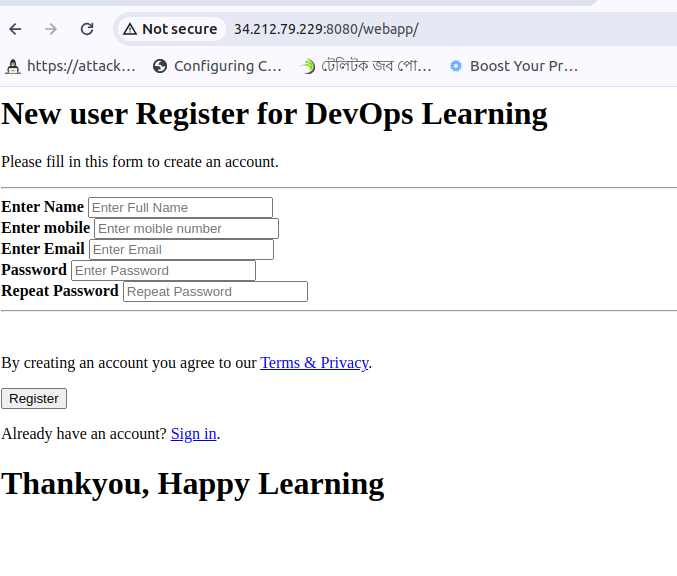 Not secure 34.212.79.229:8080/webapp/
https://attack... Configuring C... টেলিটক জব পো... Boost Your Pr...
New user Register for DevOps Learning
Please fill in this form to create an account.
Enter Name Enter Full Name
Enter mobile Enter moible number
Enter Email Enter Email
Password Enter Password
Repeat Password Repeat Password
By creating an account you agree to our Terms & Privacy.
Register
Already have an account? Sign in.
Thankyou, Happy Learning